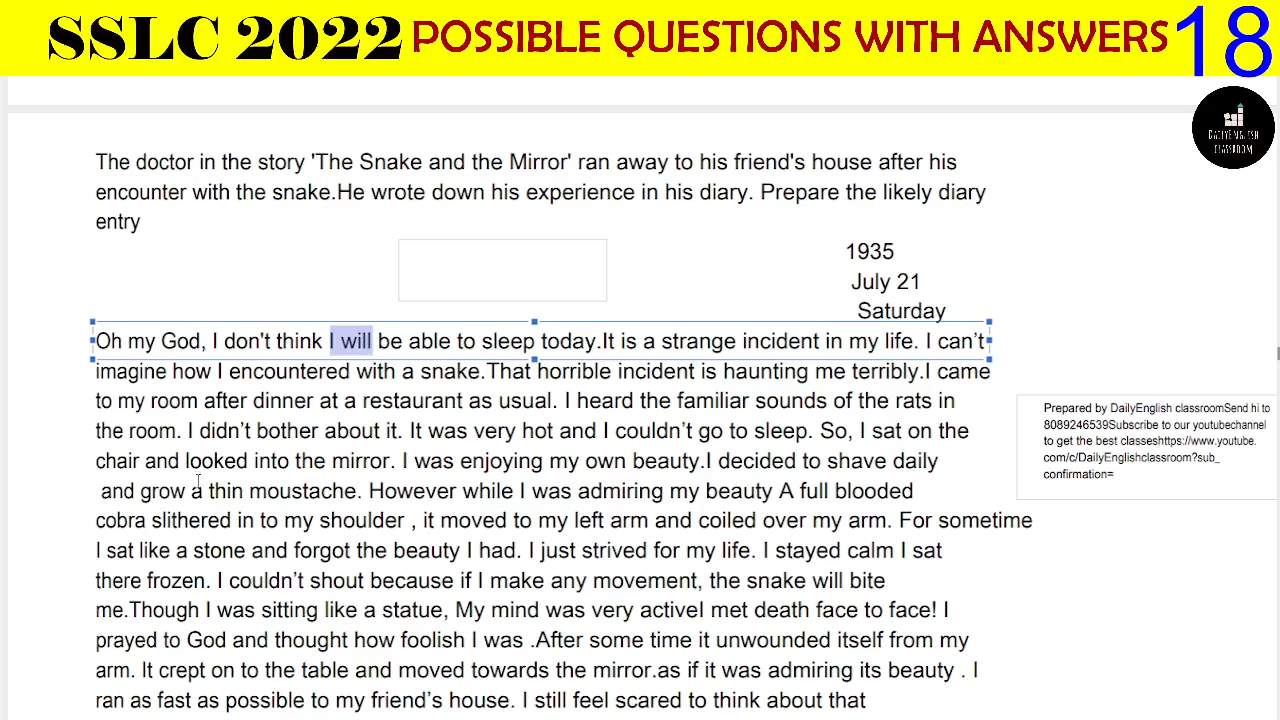 SSLC 2022 POSSIBLE QUESTIONS WITH ANSWERS 18
DAILYENGLISH
CLASSROOM
The doctor in the story 'The Snake and the Mirror' ran away to his friend's house after his
encounter with the snake.He wrote down his experience in his diary. Prepare the likely diary
entry
1935
July 21
Saturday
Oh my God, I don't think I will be able to sleep today.It is a strange incident in my life. I can’t
imagine how I encountered with a snake.That horrible incident is haunting me terribly.I came
to my room after dinner at a restaurant as usual. I heard the familiar sounds of the rats in
the room. I didn’t bother about it. It was very hot and I couldn’t go to sleep. So, I sat on the
chair and looked into the mirror. I was enjoying my own beauty.I decided to shave daily
and grow a thin moustache. However while I was admiring my beauty A full blooded
cobra slithered in to my shoulder , it moved to my left arm and coiled over my arm. For sometime
I sat like a stone and forgot the beauty I had. I just strived for my life. I stayed calm I sat
there frozen. I couldn’t shout because if I make any movement, the snake will bite
me.Though I was sitting like a statue, My mind was very activeI met death face to face! I
prayed to God and thought how foolish I was .After some time it unwounded itself from my
arm. It crept on to the table and moved towards the mirror.as if it was admiring its beauty . I
ran as fast as possible to my friend’s house. I still feel scared to think about that
Prepared by DailyEnglish classroomSend hi to
8089246539Subscribe to our youtubechannel
to get the best classeshttps://www.youtube.
com/c/DailyEnglishclassroom?sub_
confirmation=